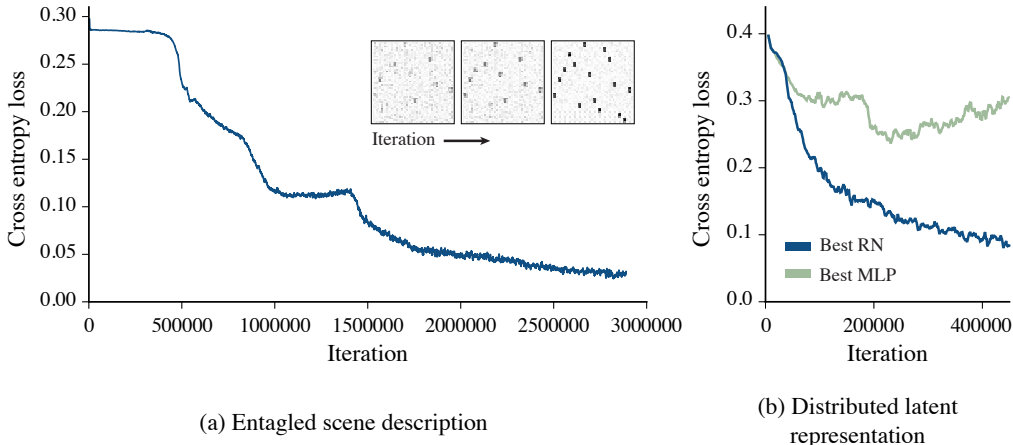 0.30
0.25
0.20
0.15
0.10
0.05
0.00
Cross entropy loss
0
500000
1000000
1500000
2000000
2500000
3000000
Iteration
Iteration
(a) Entagled scene description
0.4
0.3
0.2
0.1
0.0
Cross entropy loss
Best RN
Best MLP
0
200000
400000
Iteration
(b) Distributed latent
representation